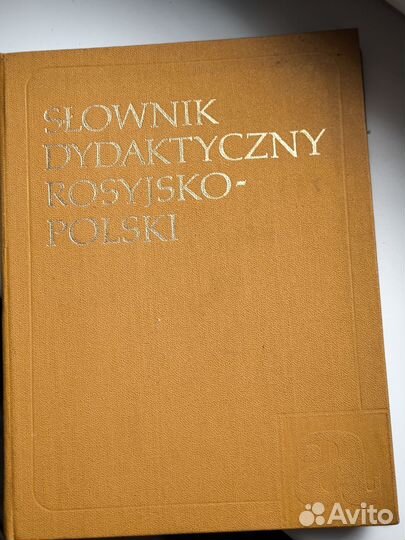 SŁOWNIK
DYDAKTYCZNY
ROSYJSKO-
POLSKI
Avito